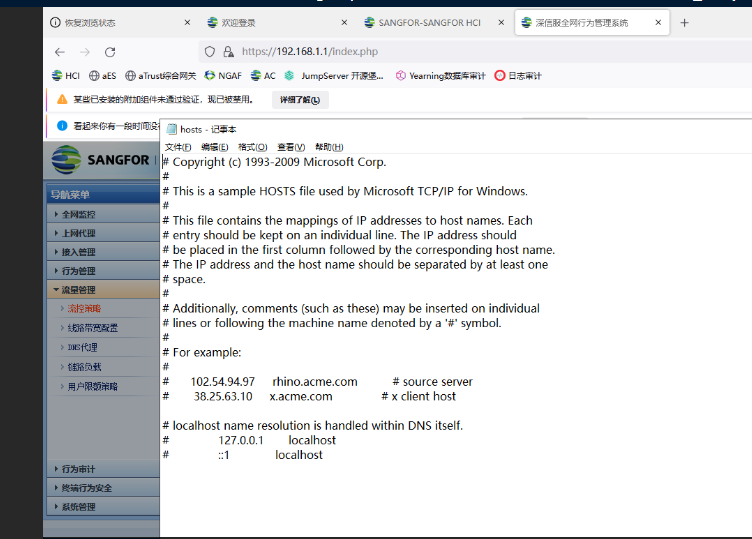 恢复浏览状态
欢迎登录
SANGFOR-SANGFOR HCI
深信服全网行为管理系统
https://192.168.1.1/index.php
HCI aES aTrust综合网关 NGAF AC JumpServer 开源堡... Yearning数据库审计 日志审计
某些已安装的附加组件未通过验证，现已被禁用。 详细了解(L)
看起来你有一段时间没
hosts - 记事本
文件(F) 编辑(E) 格式(O) 查看(V) 帮助(H)
SANGFOR
导航菜单
全网监控
上网代理
接入管理
行为管理
流量管理
流控策略
线路带宽配置
DNS代理
链路负载
用户限额策略
行为审计
终端行为安全
系统管理
# Copyright (c) 1993-2009 Microsoft Corp.
#
# This is a sample HOSTS file used by Microsoft TCP/IP for Windows.
#
# This file contains the mappings of IP addresses to host names. Each
# entry should be kept on an individual line. The IP address should
# be placed in the first column followed by the corresponding host name.
# The IP address and the host name should be separated by at least one
# space.
#
# Additionally, comments (such as these) may be inserted on individual
# lines or following the machine name denoted by a '#' symbol.
#
# For example:
#
# 102.54.94.97 rhino.acme.com # source server
# 38.25.63.10 x.acme.com # x client host
# localhost name resolution is handled within DNS itself.
# 127.0.0.1 localhost
# ::1 localhost